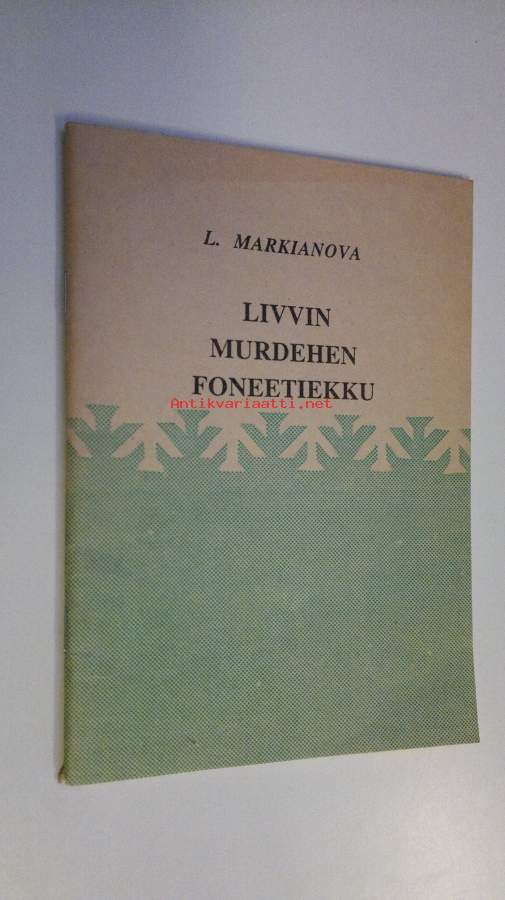 L. MARKIANOVA
LIVVIN
MURDEHEN
FONEETIEKKU
Antikvariaatti.net